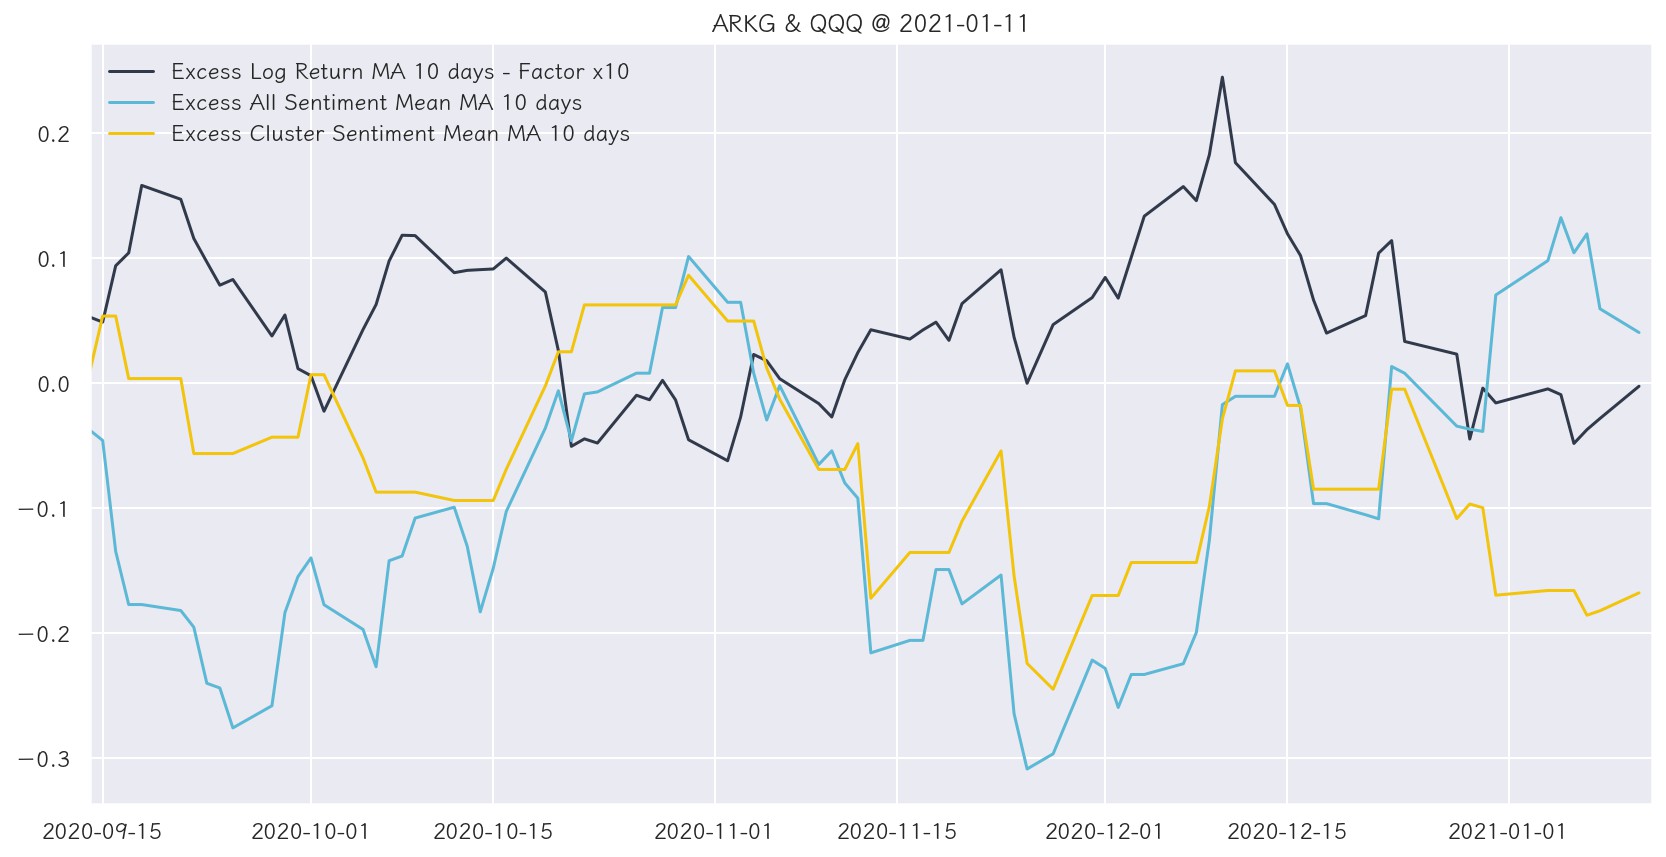 ARKG & QQQ @ 2021-01-11
Excess Log Return MA 10 days - Factor x10
Excess All Sentiment Mean MA 10 days
Excess Cluster Sentiment Mean MA 10 days
0.2
0.1
0.0
−0.1
−0.2
−0.3
2020-09-15 2020-10-01 2020-10-15 2020-11-01 2020-11-15 2020-12-01 2020-12-15 2021-01-01